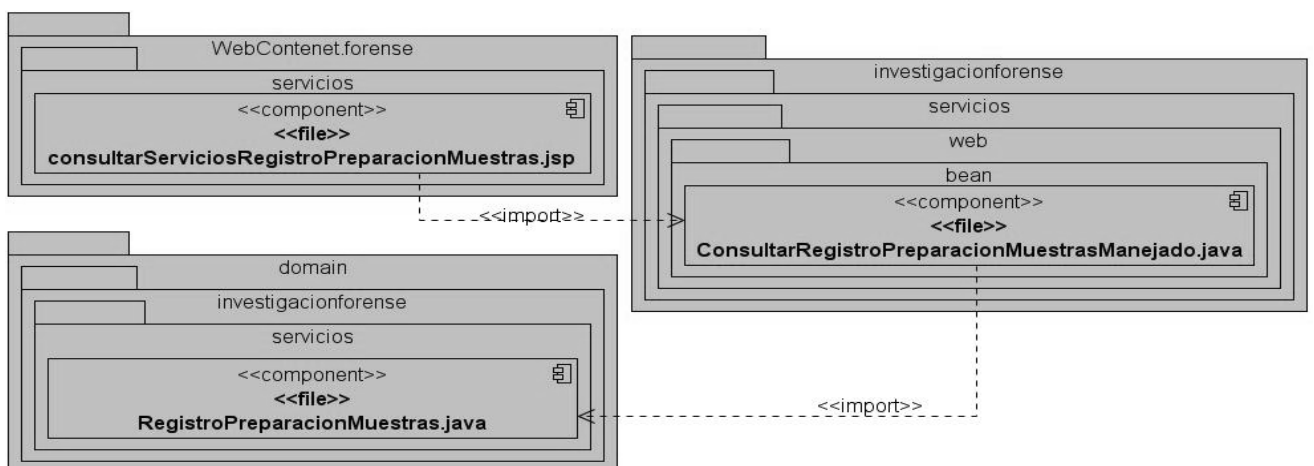 WebContenet.forense
servicios
<<component>>
<<file>>
consultarServiciosRegistroPreparacionMuestras.jsp
<<import>>
investigacionforense
servicios
web
bean
<<component>>
<<file>>
ConsultarRegistroPreparacionMuestrasManejado.java
<<import>>
domain
investigacionforense
servicios
<<component>>
<<file>>
RegistroPreparacionMuestras.java